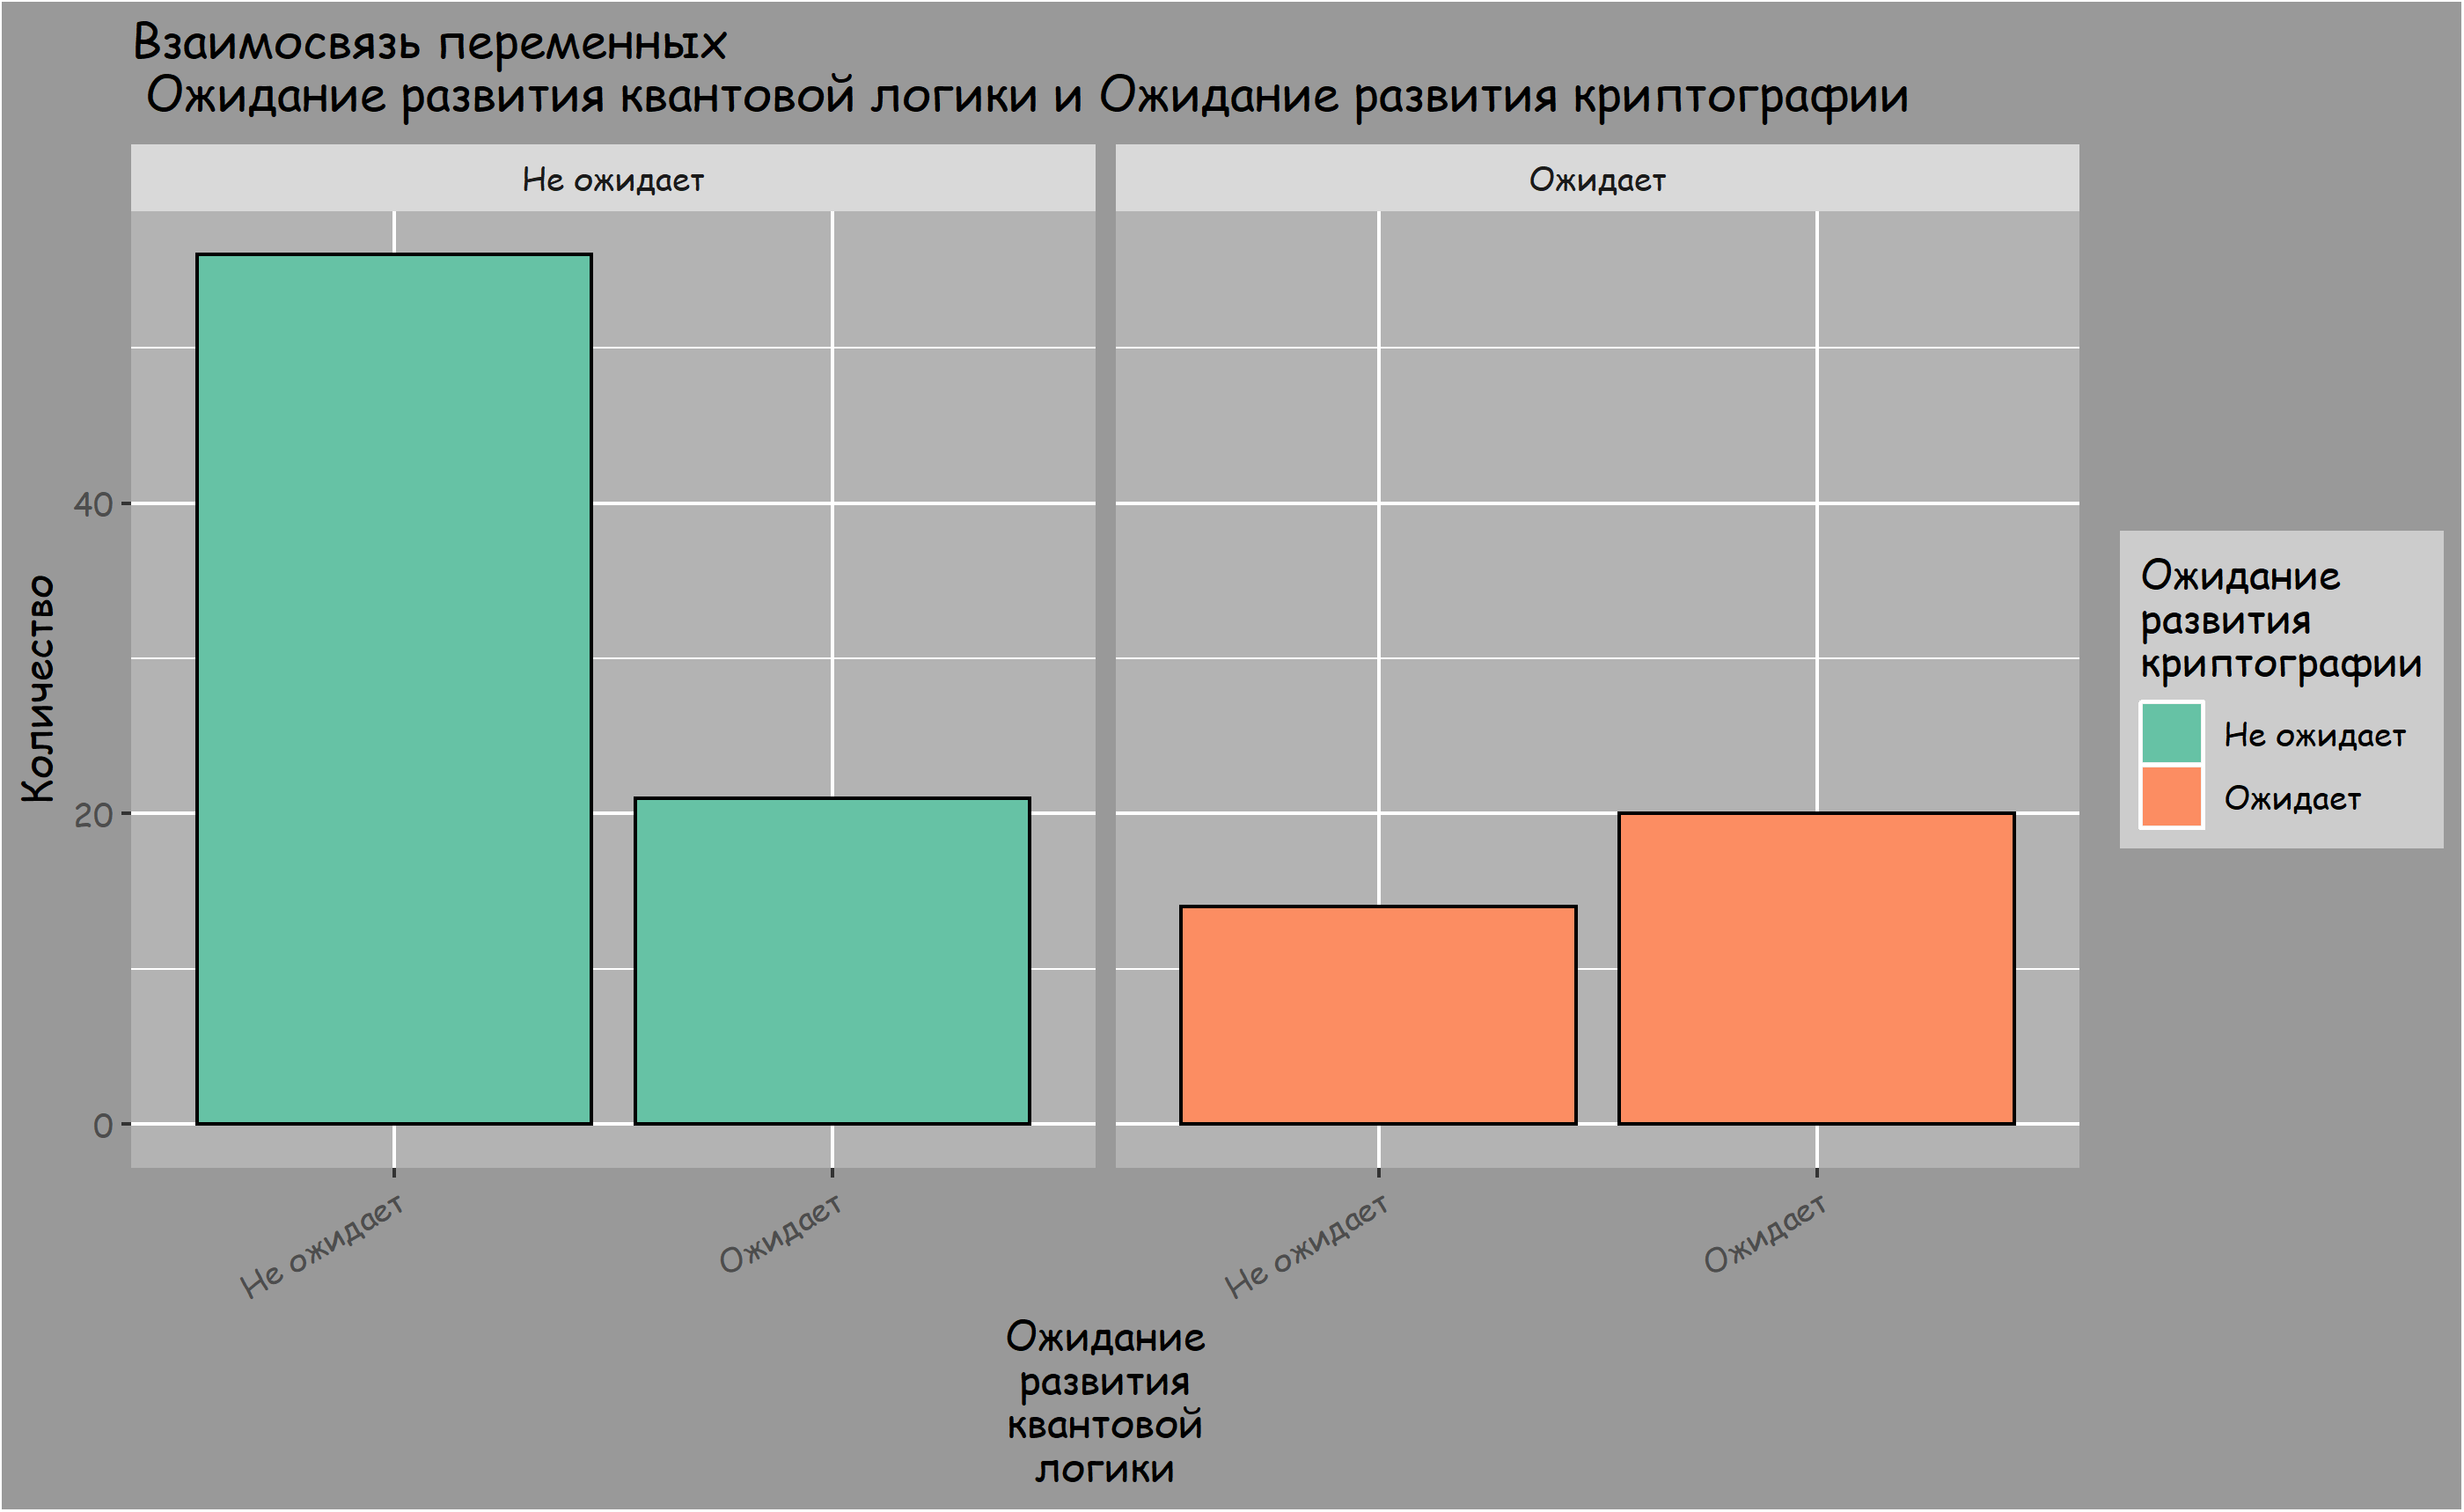 Взаимосвязь переменных
Ожидание развития квантовой логики и Ожидание развития криптографии
Не ожидает
Ожидает
Количество
40
20
0
Не ожидает
Ожидает
Не ожидает
Ожидает
Ожидание
развития
квантовой
логики
Ожидание
развития
криптографии
Не ожидает
Ожидает